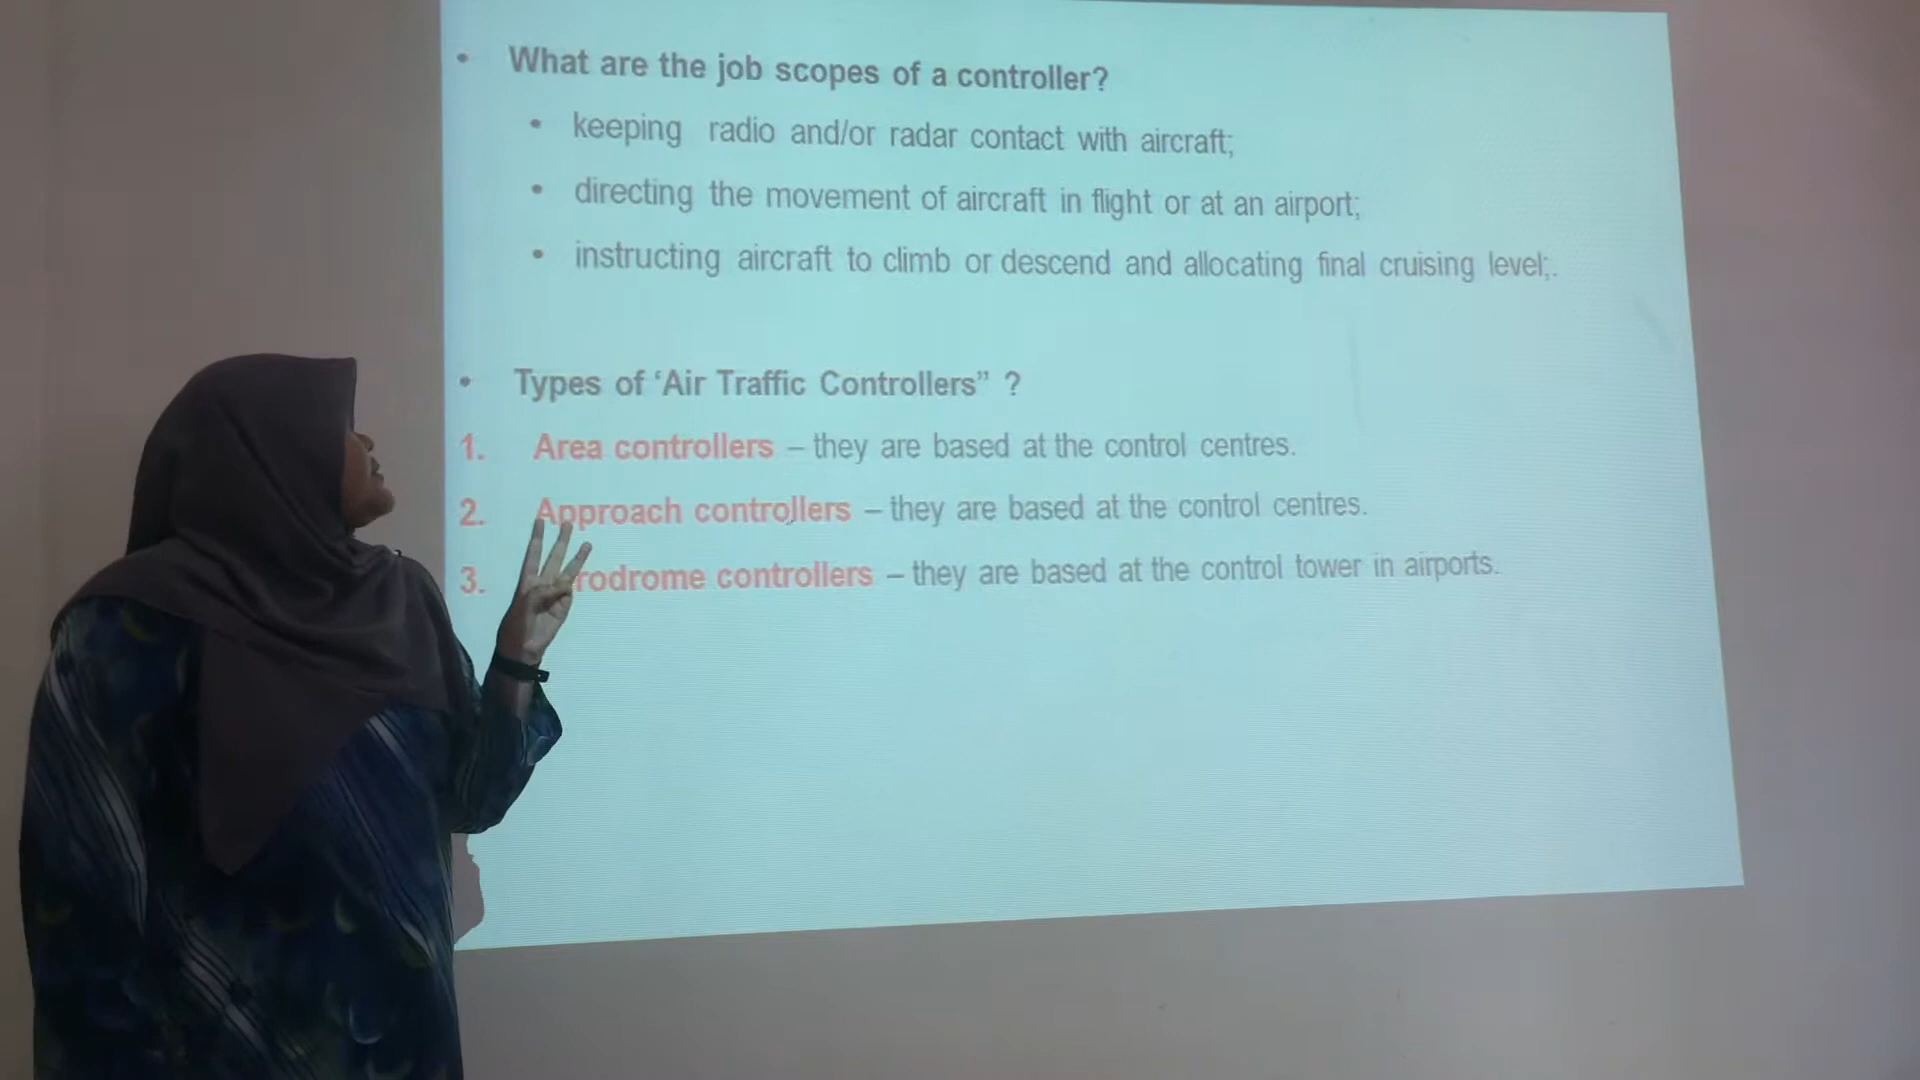 • What are the job scopes of a controller?
• keeping radio and/or radar contact with aircraft;
• directing the movement of aircraft in flight or at an airport;
• instructing aircraft to climb or descend and allocating final cruising level;.
• Types of ‘Air Traffic Controllers” ?
1. Area controllers – they are based at the control centres.
2. Approach controllers – they are based at the control centres.
3. rodrome controllers – they are based at the control tower in airports.